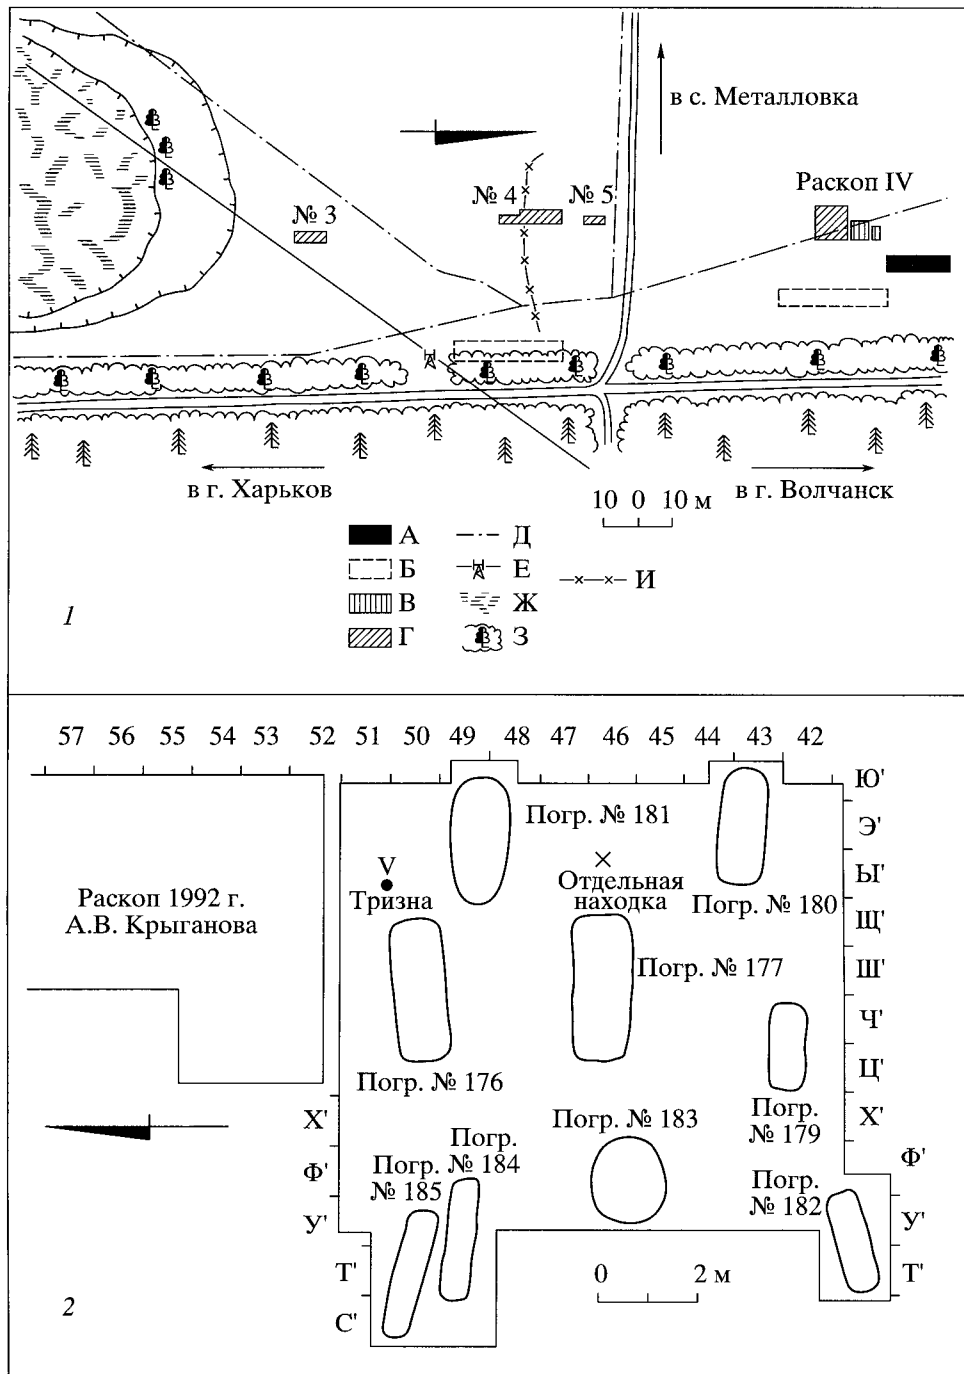 в с. Металловка
Раскоп IV
№ 3
№ 4
№ 5
в г. Харьков
в г. Волчанск
10 0 10 м
А
Б
В
Г
Д
Е
Ж
З
И
1
57 56 55 54 53 52 51 50 49 48 47 46 45 44 43 42
Ю'
Э'
Ы'
Щ'
Ш'
Ч'
Ц'
Х'
Ф'
У'
Т'
Погр. № 181
V
Тризна
Отдельная
находка
Погр. № 180
Раскоп 1992 г.
А.В. Крыганова
Погр. № 177
Погр. № 176
Погр. № 183
Погр.
№ 179
Погр.
№ 184
Погр.
№ 185
Погр.
№ 182
Х'
Ф'
У'
Т'
С'
0 2 м
2